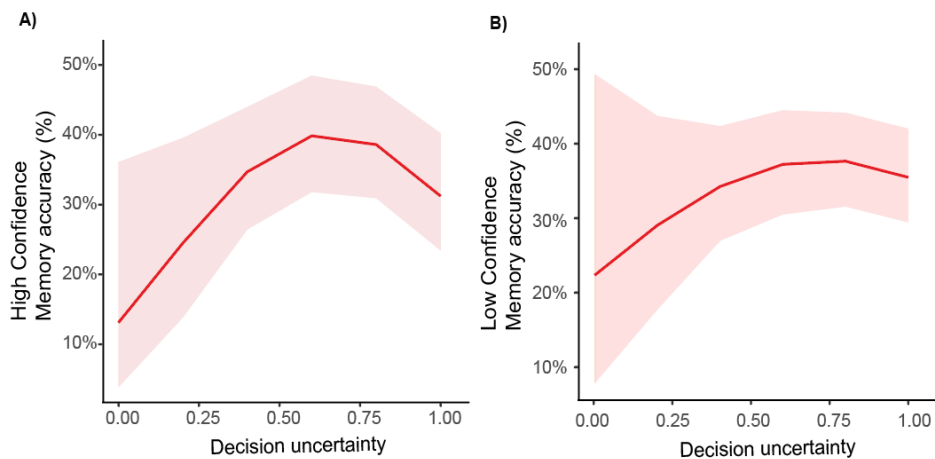 A)
High Confidence
Memory accuracy (%)
50%
40%
30%
20%
10%
0.00 0.25 0.50 0.75 1.00
Decision uncertainty
B)
Low Confidence
Memory accuracy (%)
50%
40%
30%
20%
10%
0.00 0.25 0.50 0.75 1.00
Decision uncertainty